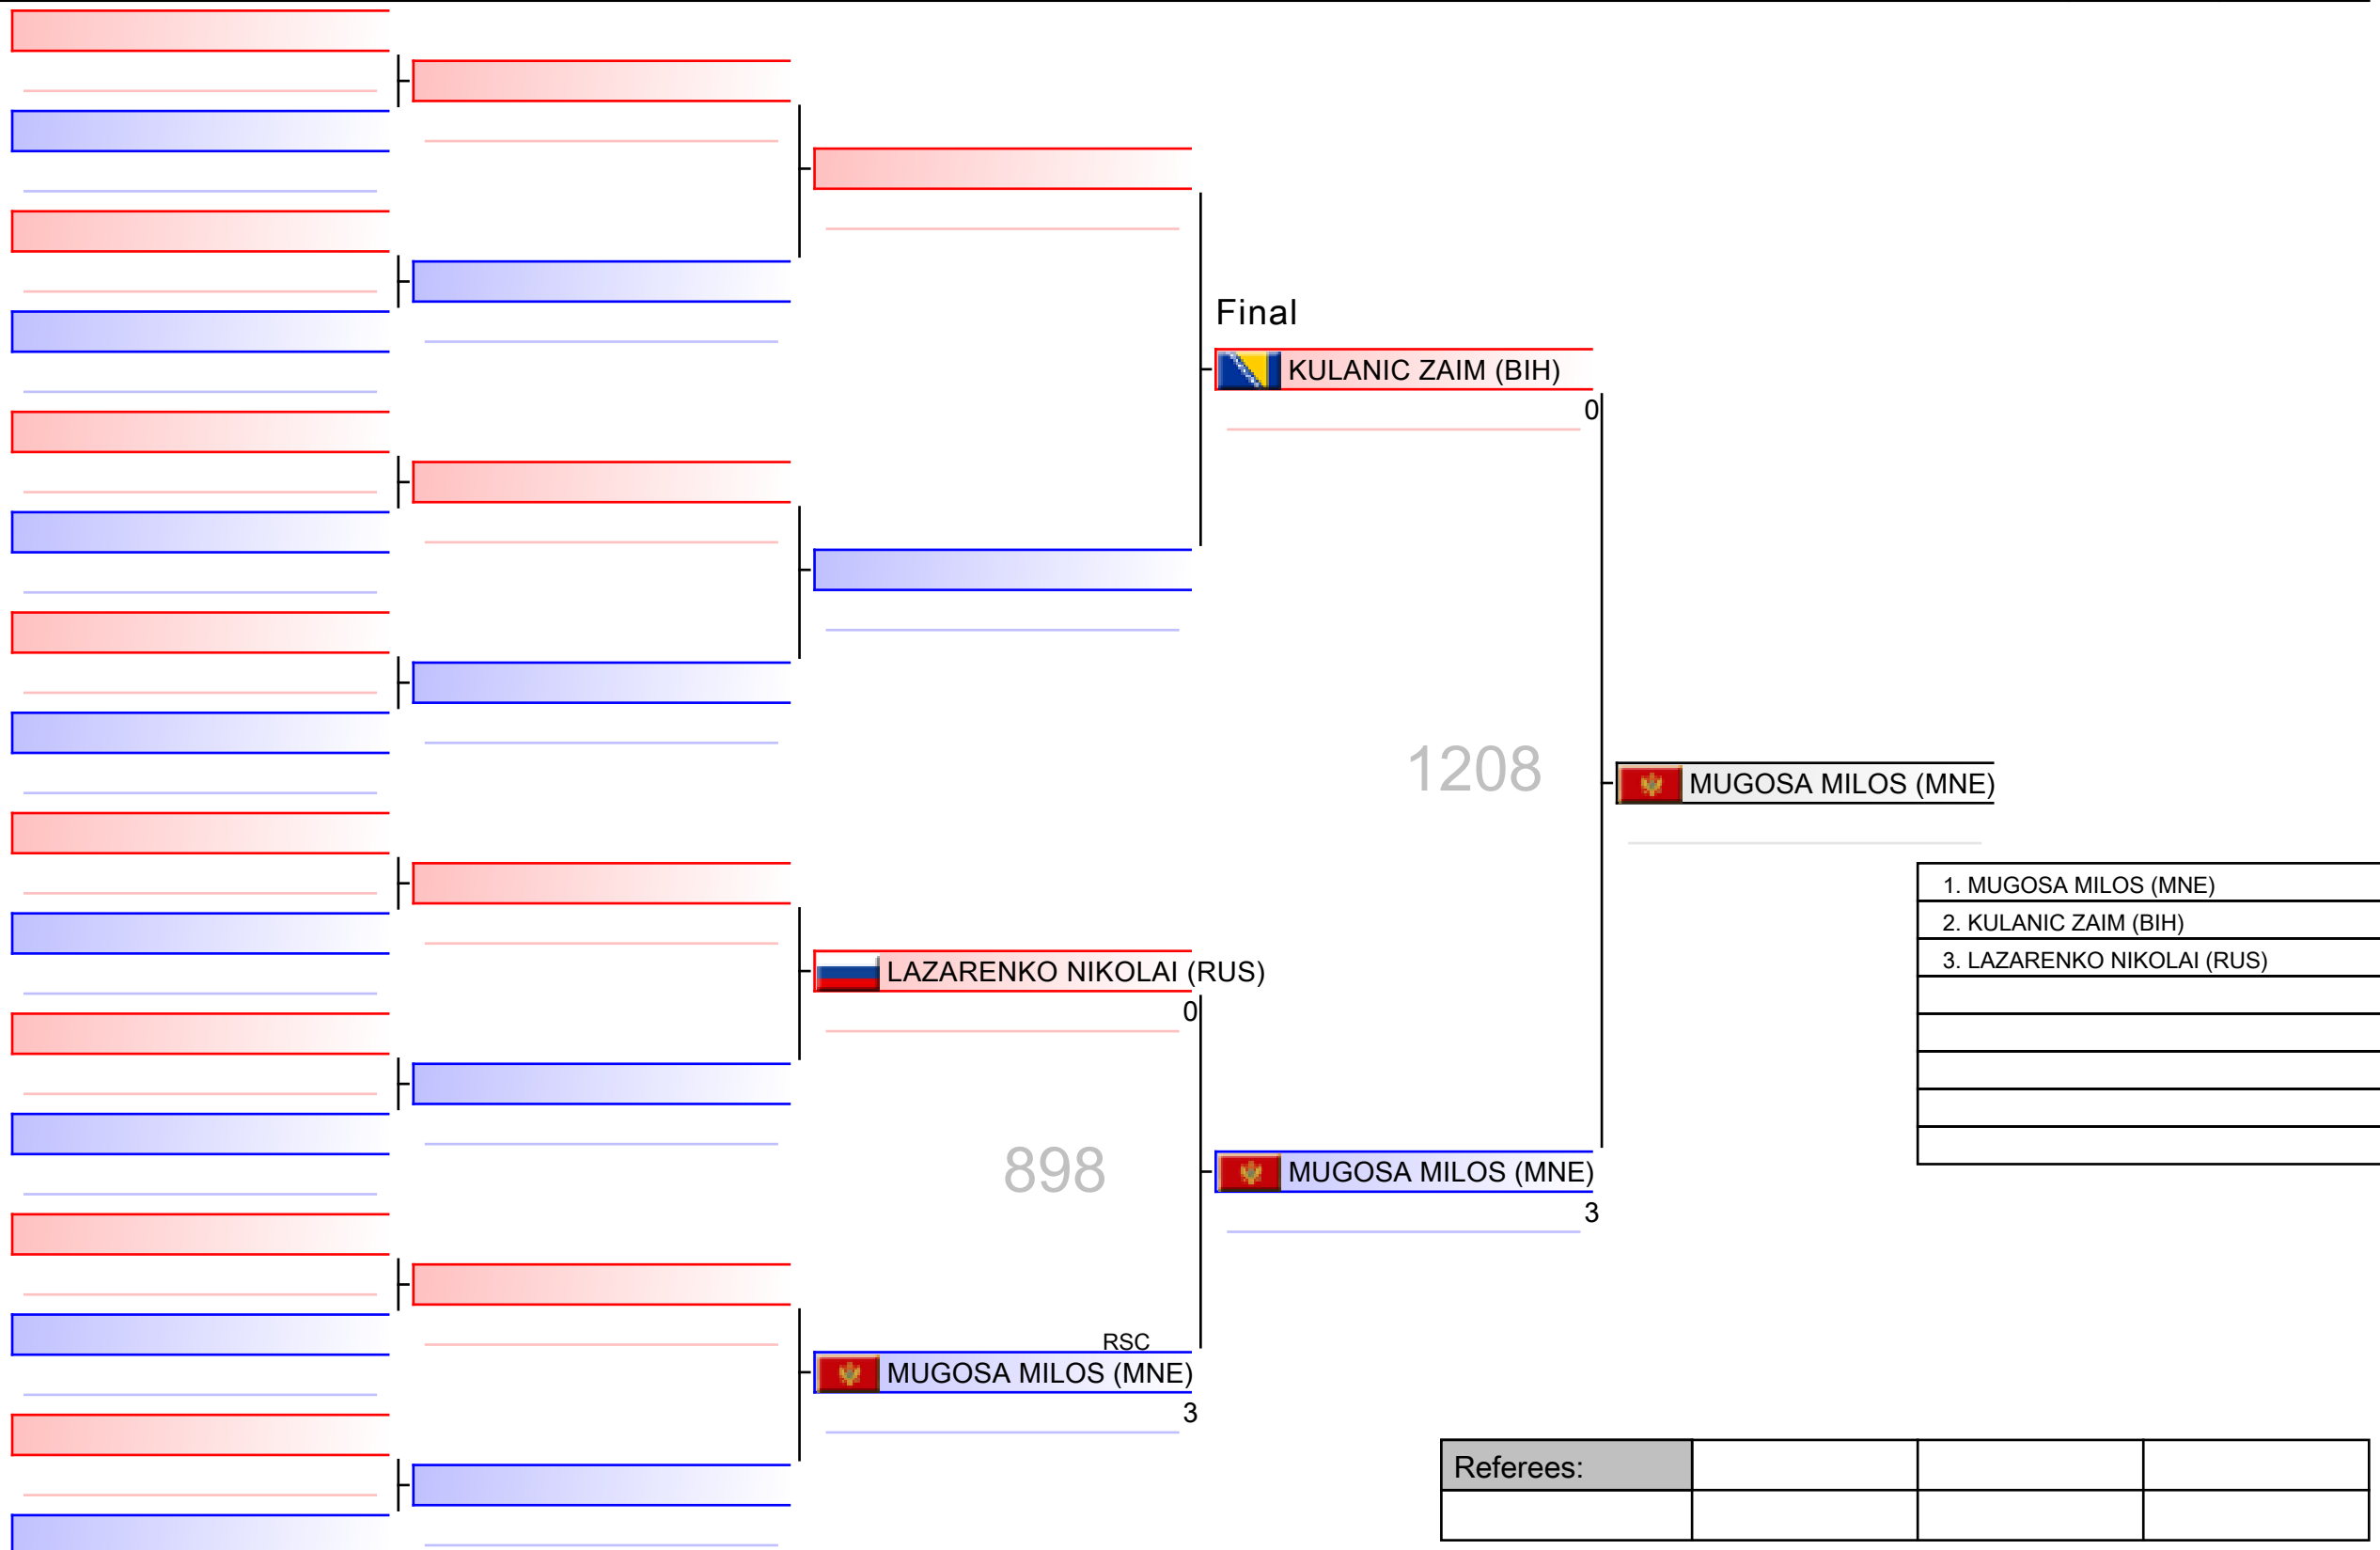 Final
KULANIC ZAIM (BIH)
0
1208
MUGOSA MILOS (MNE)
1. MUGOSA MILOS (MNE)
2. KULANIC ZAIM (BIH)
3. LAZARENKO NIKOLAI (RUS)
LAZARENKO NIKOLAI (RUS)
0
898
MUGOSA MILOS (MNE)
3
RSC
MUGOSA MILOS (MNE)
3
Referees: